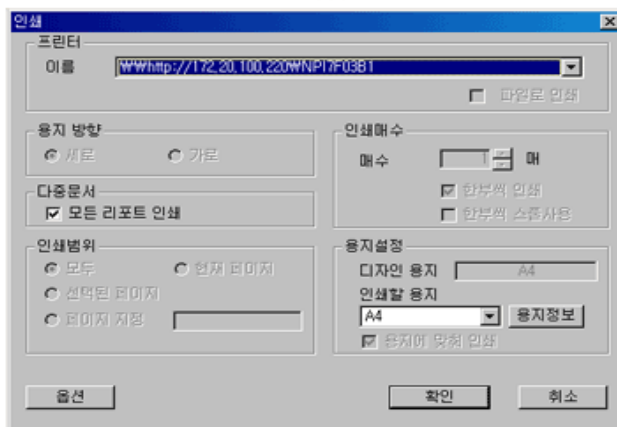 인쇄
프린터
이름
₩₩http://172,20,100,220₩NPI7F03B1
파일로 인쇄
용지 방향
세로
가로
인쇄매수
매수
1
매
한부씩 인쇄
한부씩 스풀사용
다중문서
모든 리포트 인쇄
인쇄범위
모두
현재 페이지
선택된 페이지
페이지 지정
용지설정
디자인 용지
A4
인쇄할 용지
A4
용지정보
용지에 맞춰 인쇄
옵션
확인
취소